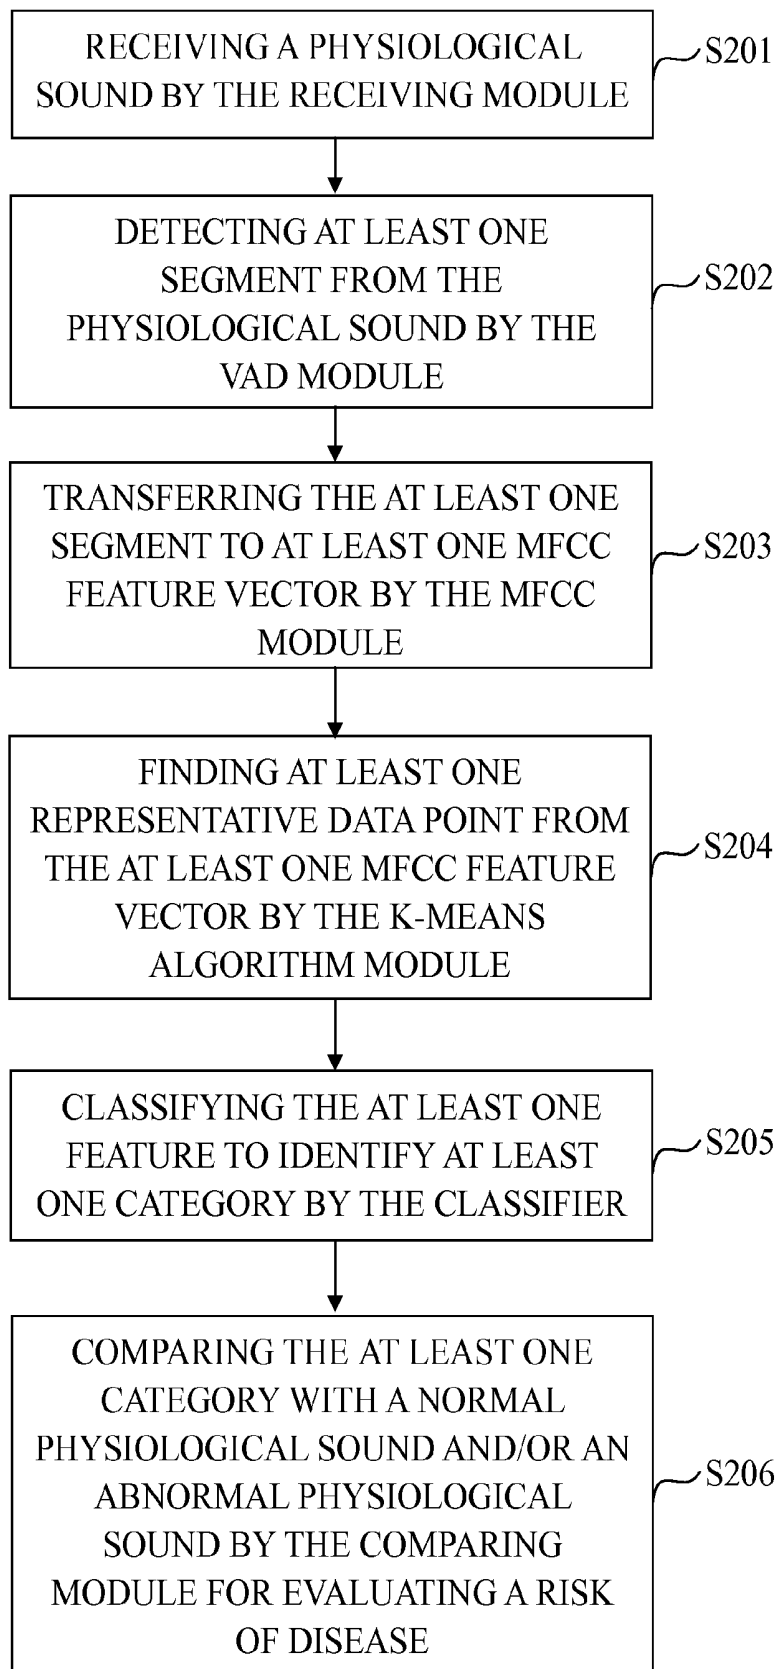 RECEIVING A PHYSIOLOGICAL
SOUND BY THE RECEIVING MODULE
S201
DETECTING AT LEAST ONE
SEGMENT FROM THE
PHYSIOLOGICAL SOUND BY THE
VAD MODULE
S202
TRANSFERRING THE AT LEAST ONE
SEGMENT TO AT LEAST ONE MFCC
FEATURE VECTOR BY THE MFCC
MODULE
S203
FINDING AT LEAST ONE
REPRESENTATIVE DATA POINT FROM
THE AT LEAST ONE MFCC FEATURE
VECTOR BY THE K-MEANS
ALGORITHM MODULE
S204
CLASSIFYING THE AT LEAST ONE
FEATURE TO IDENTIFY AT LEAST
ONE CATEGORY BY THE CLASSIFIER
S205
COMPARING THE AT LEAST ONE
CATEGORY WITH A NORMAL
PHYSIOLOGICAL SOUND AND/OR AN
ABNORMAL PHYSIOLOGICAL
SOUND BY THE COMPARING
MODULE FOR EVALUATING A RISK
OF DISEASE
S206